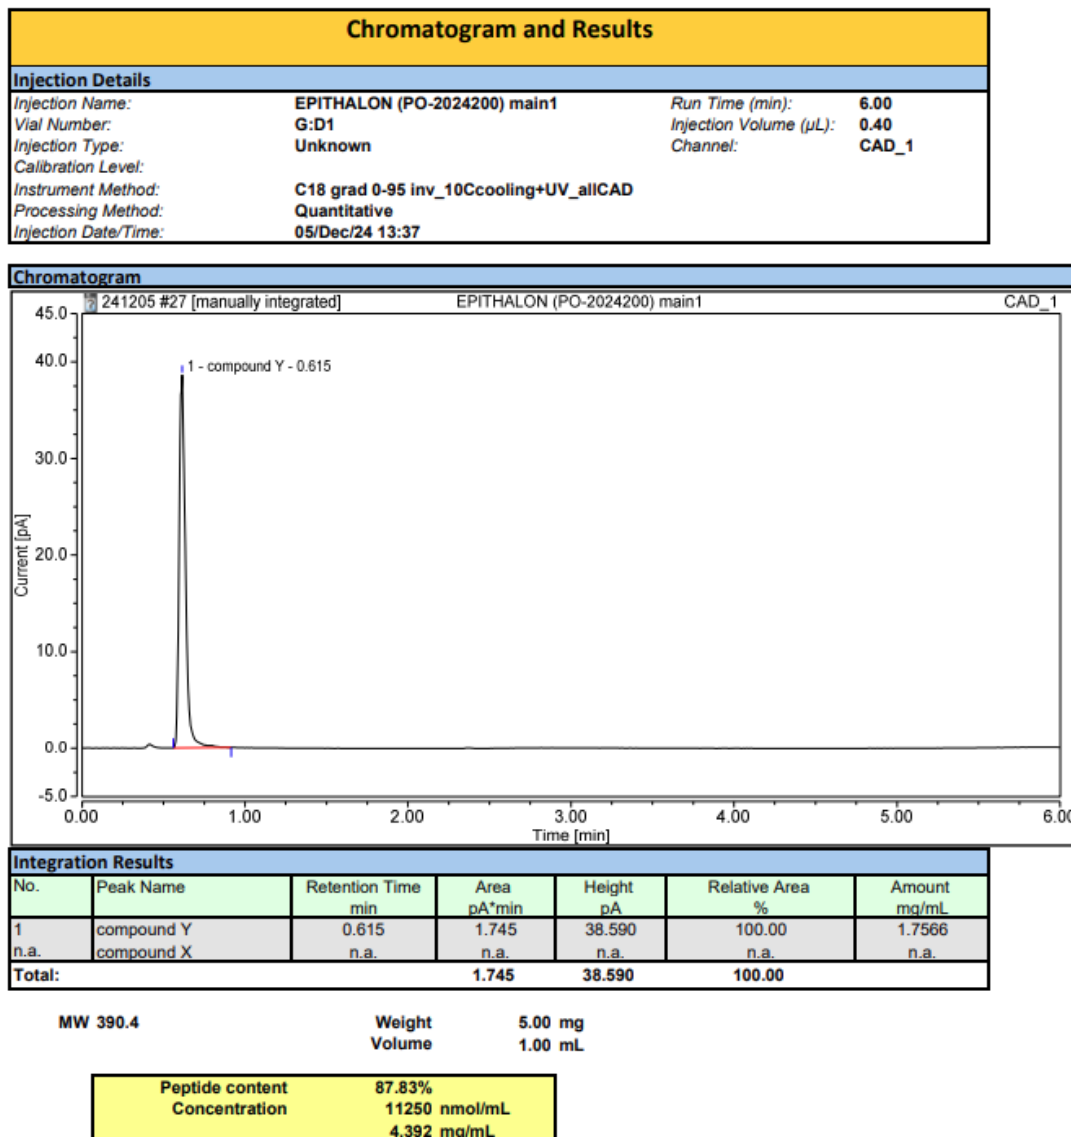 Chromatogram and Results
Injection Details
Injection Name: EPITHALON (PO-2024200) main1 Run Time (min): 6.00
Vial Number: G:D1 Injection Volume (µL): 0.40
Injection Type: Unknown Channel: CAD_1
Calibration Level:
Instrument Method: C18 grad 0-95 inv_10Ccooling+UV_allCAD
Processing Method: Quantitative
Injection Date/Time: 05/Dec/24 13:37
Chromatogram
241205 #27 [manually integrated] EPITHALON (PO-2024200) main1 CAD_1
45.0
40.0
1 - compound Y - 0.615
30.0
20.0
10.0
0.0
-5.0
Current [pA]
0.00 1.00 2.00 3.00 4.00 5.00 6.00
Time [min]
Integration Results
No. Peak Name Retention Time Area Height Relative Area Amount
min pA*min pA % mg/mL
1 compound Y 0.615 1.745 38.590 100.00 1.7566
n.a. compound X n.a. n.a. n.a. n.a. n.a.
Total: 1.745 38.590 100.00
MW 390.4 Weight 5.00 mg
Volume 1.00 mL
Peptide content 87.83%
Concentration 11250 nmol/mL
4.392 mg/mL